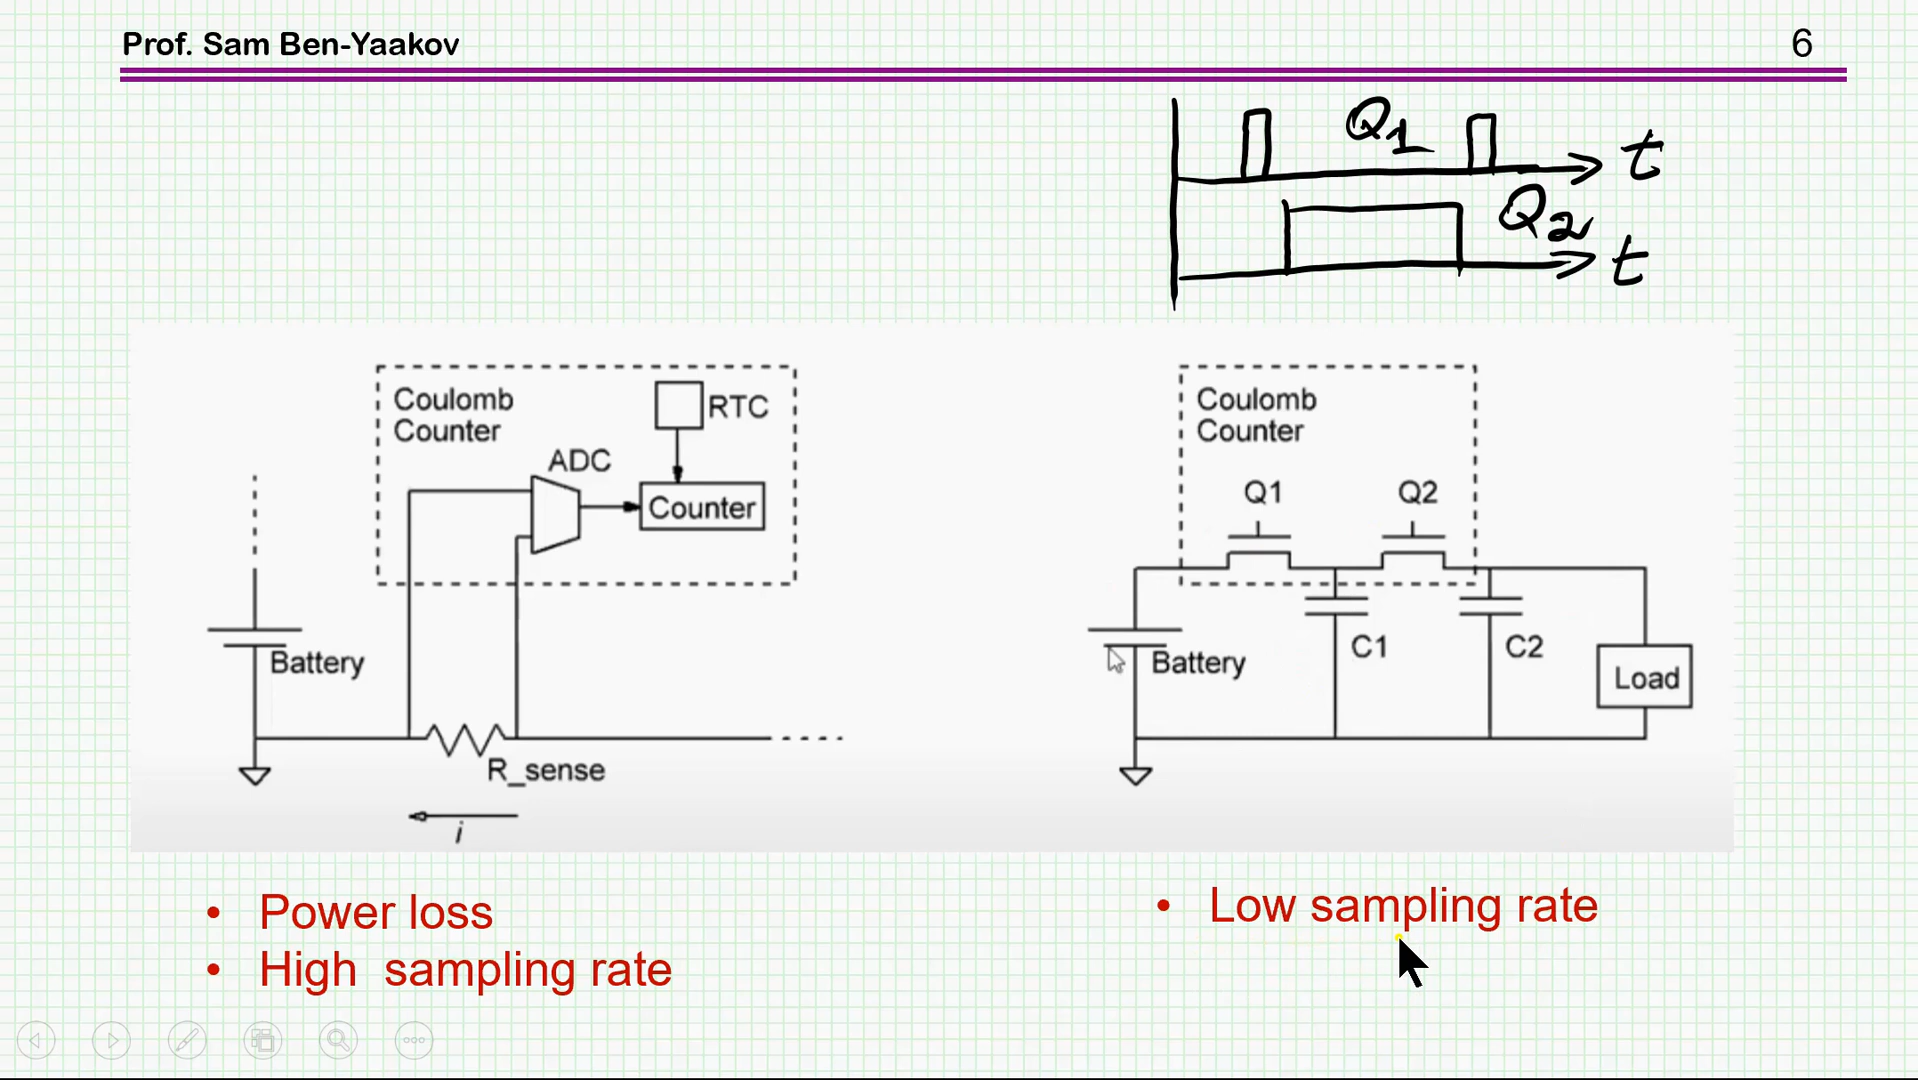 Prof. Sam Ben-Yaakov
6
Q1
t
Q2
t
Coulomb
Counter
RTC
ADC
Counter
Battery
R_sense
i
Coulomb
Counter
Q1
Q2
C1
C2
Battery
Load
• Power loss
• High sampling rate
• Low sampling rate